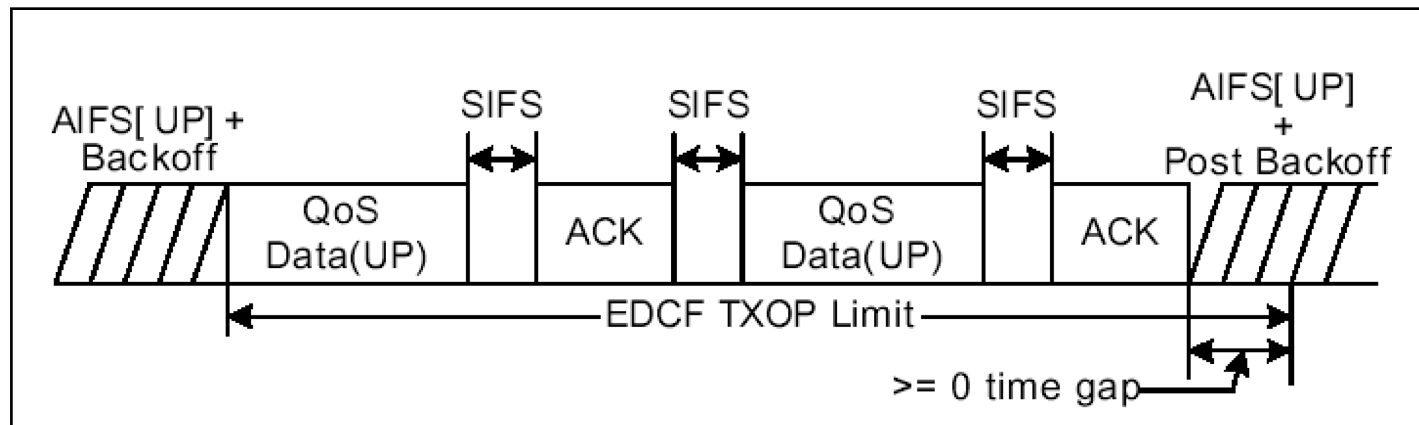 AIFS[ UP] +
Backoff
SIFS
SIFS
SIFS
AIFS[ UP]
+
Post Backoff
QoS
Data(UP)
ACK
QoS
Data(UP)
ACK
EDCF TXOP Limit
>= 0 time gap